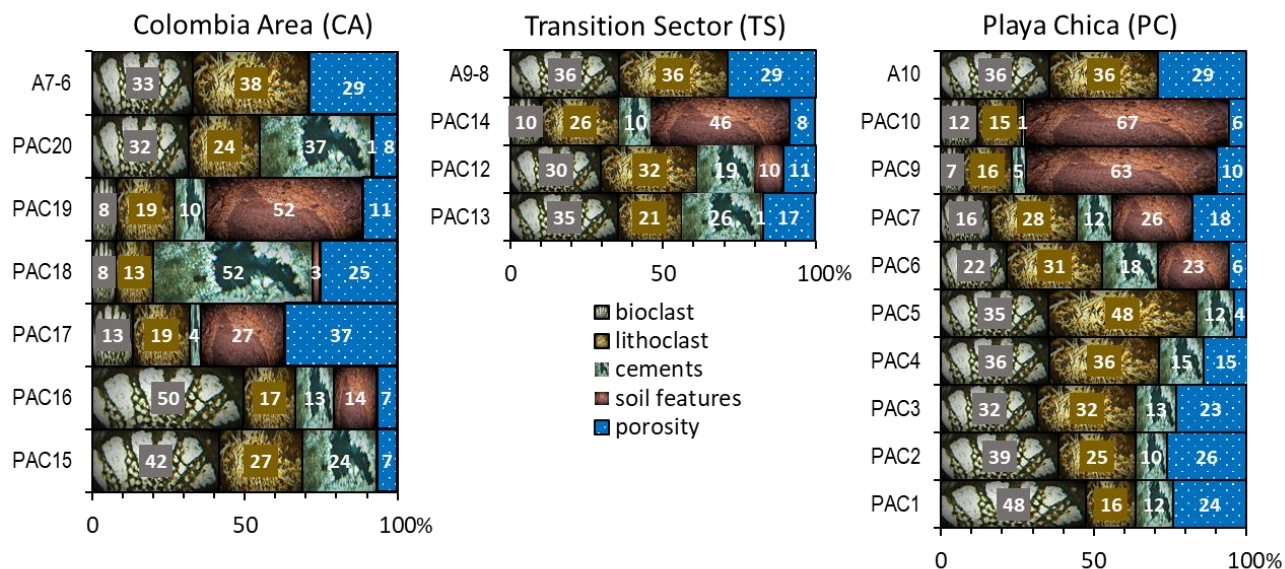 Colombia Area (CA)
A7-6 33 38 29
PAC20 32 24 37 1 8
PAC19 8 19 10 52 11
PAC18 8 13 52 3 25
PAC17 13 19 4 27 37
PAC16 50 17 13 14 7
PAC15 42 27 24 7
0 50 100%
Transition Sector (TS)
A9-8 36 36 29
PAC14 10 26 10 46 8
PAC12 30 32 19 10 11
PAC13 35 21 26 1 17
0 50 100%
bioclast
lithoclast
cements
soil features
porosity
Playa Chica (PC)
A10 36 36 29
PAC10 12 15 1 67 6
PAC9 7 16 5 63 10
PAC7 16 28 12 26 18
PAC6 22 31 18 23 6
PAC5 35 48 12 4
PAC4 36 36 15 15
PAC3 32 32 13 23
PAC2 39 25 10 26
PAC1 48 16 12 24
0 50 100%